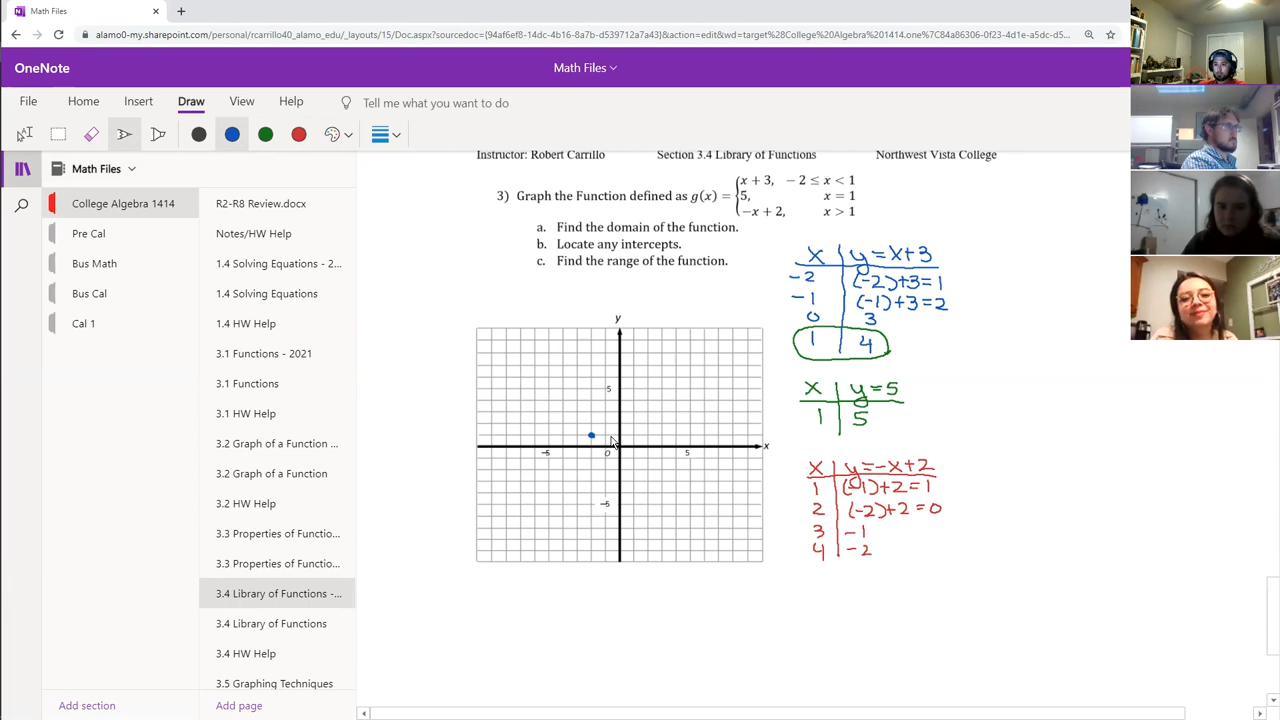 Math Files
alamo0-my.sharepoint.com/personal/rcarrillo40_alamo_edu/_layouts/15/Doc.aspx?sourcedoc={94af6ef8-14dc-4b16-8a7b-d539712a7a43}&action=edit&wd=target%28College%20Algebra%201414.one%7C84a86306-0f23-4d1e-a5dc-d5...
OneNote
Math Files
File Home Insert Draw View Help Tell me what you want to do
Math Files
College Algebra 1414
Pre Cal
Bus Math
Bus Cal
Cal 1
Add section
R2-R8 Review.docx
Notes/HW Help
1.4 Solving Equations - 2...
1.4 Solving Equations
1.4 HW Help
3.1 Functions - 2021
3.1 Functions
3.1 HW Help
3.2 Graph of a Function ...
3.2 Graph of a Function
3.2 HW Help
3.3 Properties of Functio...
3.3 Properties of Functio...
3.4 Library of Functions -...
3.4 Library of Functions
3.4 HW Help
3.5 Graphing Techniques
Add page
Instructor: Robert Carrillo Section 3.4 Library of Functions Northwest Vista College
x + 3, − 2 ≤ x < 1
3) Graph the Function defined as g(x) = 5, x = 1
−x + 2, x > 1
a. Find the domain of the function.
b. Locate any intercepts.
c. Find the range of the function.
y
5
−5 0 5 x
−5
x y=x+3
-2 (-2)+3=1
-1 (-1)+3=2
0 3
1 4
x y=5
1 5
x y=-x+2
1 (-1)+2=1
2 (-2)+2=0
3 -1
4 -2